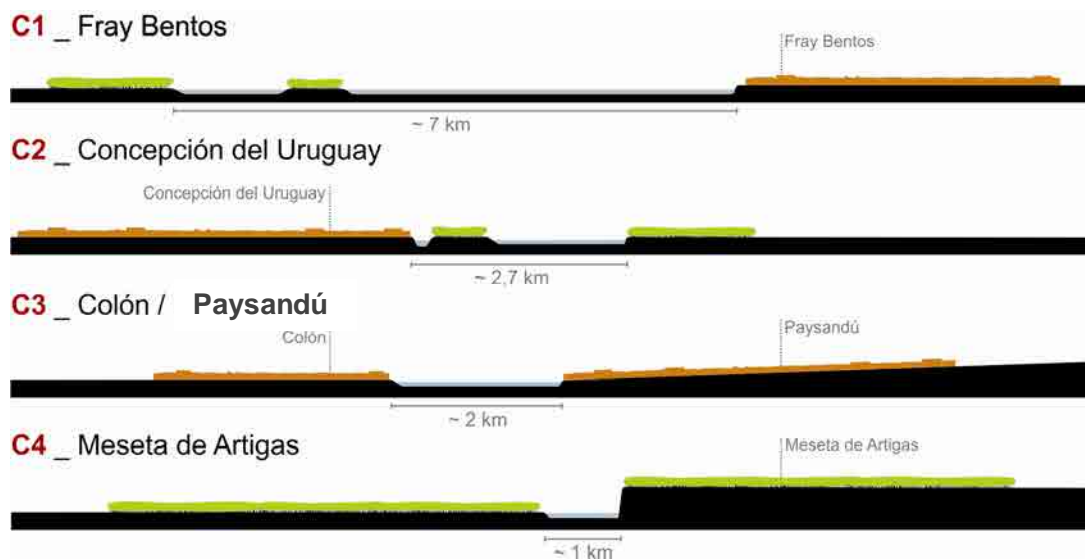 C1 _ Fray Bentos
Fray Bentos
~ 7 km
C2 _ Concepción del Uruguay
Concepción del Uruguay
~ 2,7 km
C3 _ Colón / Paysandú
Colón
Paysandú
~ 2 km
C4 _ Meseta de Artigas
Meseta de Artigas
~ 1 km